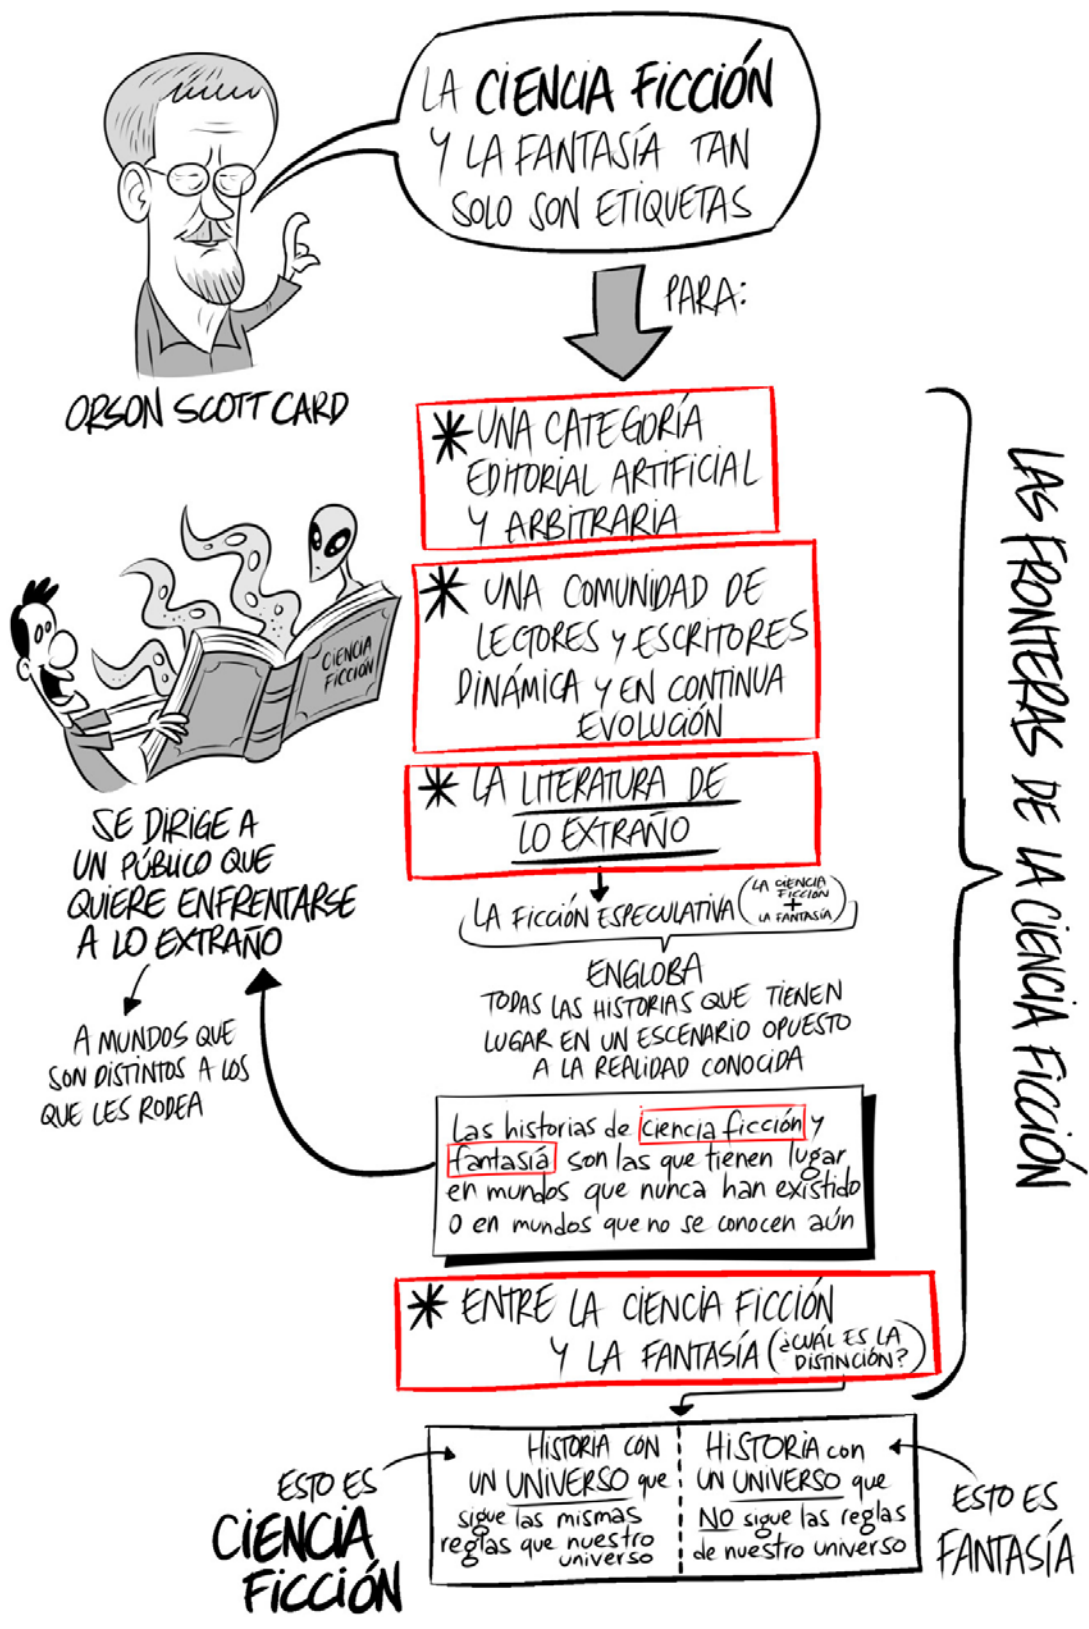 LA CIENCIA FICCIÓN
Y LA FANTASÍA TAN
SOLO SON ETIQUETAS
PARA:
ORSON SCOTT CARD
* UNA CATEGORÍA
EDITORIAL ARTIFICIAL
Y ARBITRARIA
* UNA COMUNIDAD DE
LECTORES Y ESCRITORES
DINÁMICA Y EN CONTINUA
EVOLUCIÓN
CIENCIA
FICCIÓN
* LA LITERATURA DE
LO EXTRAÑO
SE DIRIGE A
UN PÚBLICO QUE
QUIERE ENFRENTARSE
A LO EXTRAÑO
A MUNDOS QUE
SON DISTINTOS A LOS
QUE LES RODEA
LA FICCIÓN ESPECULATIVA (LA CIENCIA
FICCIÓN
+
LA FANTASÍA)
ENGLOBA
TODAS LAS HISTORIAS QUE TIENEN
LUGAR EN UN ESCENARIO OPUESTO
A LA REALIDAD CONOCIDA
Las historias de ciencia ficción y
fantasía son las que tienen lugar
en mundos que nunca han existido
o en mundos que no se conocen aún
* ENTRE LA CIENCIA FICCIÓN
Y LA FANTASÍA (¿CUÁL ES LA
DISTINCIÓN?)
LAS FRONTERAS DE LA CIENCIA FICCIÓN
ESTO ES
CIENCIA
FICCIÓN
HISTORIA CON
UN UNIVERSO que
sigue las mismas
reglas que nuestro
universo
HISTORIA con
UN UNIVERSO que
NO sigue las reglas
de nuestro universo
ESTO ES
FANTASÍA